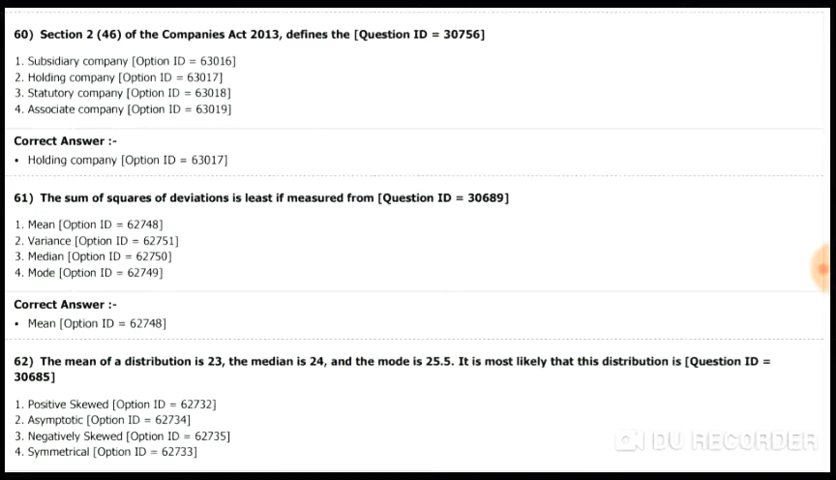 60) Section 2 (46) of the Companies Act 2013, defines the [Question ID = 30756]
1. Subsidiary company [Option ID = 63016]
2. Holding company [Option ID = 63017]
3. Statutory company [Option ID = 63018]
4. Associate company [Option ID = 63019]
Correct Answer :-
• Holding company [Option ID = 63017]
61) The sum of squares of deviations is least if measured from [Question ID = 30689]
1. Mean [Option ID = 62748]
2. Variance [Option ID = 62751]
3. Median [Option ID = 62750]
4. Mode [Option ID = 62749]
Correct Answer :-
• Mean [Option ID = 62748]
62) The mean of a distribution is 23, the median is 24, and the mode is 25.5. It is most likely that this distribution is [Question ID =
30685]
1. Positive Skewed [Option ID = 62732]
2. Asymptotic [Option ID = 62734]
3. Negatively Skewed [Option ID = 62735]
4. Symmetrical [Option ID = 62733]
DU RECORDER